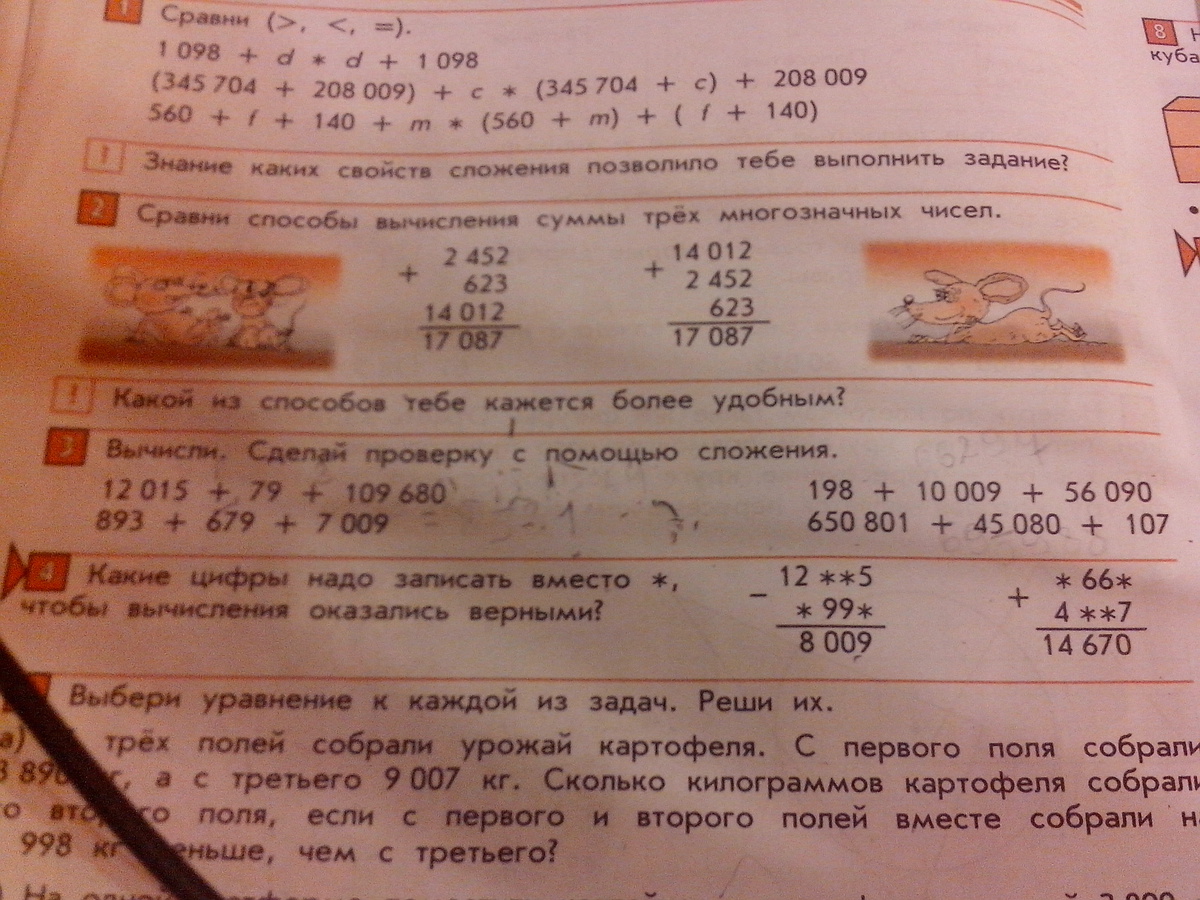 1 Сравни (>, <, =).
1 098 + d * d + 1 098
(345 704 + 208 009) + c * (345 704 + c) + 208 009
560 + f + 140 + m * (560 + m) + ( f + 140)
! Знание каких свойств сложения позволило тебе выполнить задание?
2 Сравни способы вычисления суммы трёх многозначных чисел.
+ 2 452
623
14 012
17 087
+ 14 012
2 452
623
17 087
! Какой из способов тебе кажется более удобным?
3 Вычисли. Сделай проверку с помощью сложения.
12 015 + 79 + 109 680
893 + 679 + 7 009
198 + 10 009 + 56 090
650 801 + 45 080 + 107
4 Какие цифры надо записать вместо *,
чтобы вычисления оказались верными?
− 12 **5
* 99*
8 009
+ * 66*
4 **7
14 670
Выбери уравнение к каждой из задач. Реши их.
а) трёх полей собрали урожай картофеля. С первого поля собрали
а с третьего 9 007 кг. Сколько килограммов картофеля собрали
поля, если с первого и второго полей вместе собрали
998 чем с третьего?
8
куба